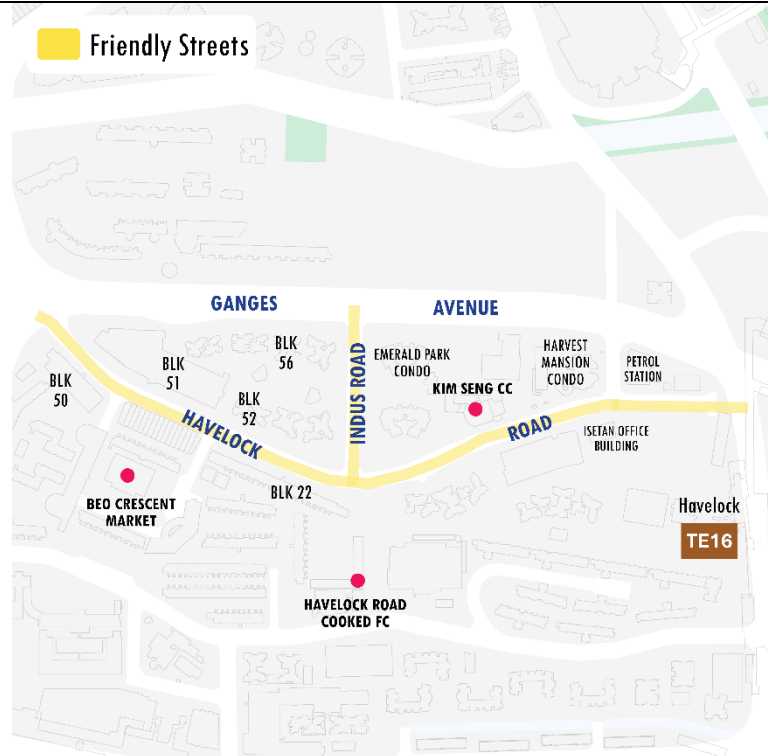 Friendly Streets
GANGES
AVENUE
BLK
56
INDUS ROAD
EMERALD PARK
CONDO
HARVEST
MANSION
CONDO
PETROL
STATION
BLK
51
BLK
50
KIM SENG CC
BLK
52
HAVELOCK
ROAD
ISETAN OFFICE
BUILDING
BLK 22
BEO CRESCENT
MARKET
Havelock
TE16
HAVELOCK ROAD
COOKED FC